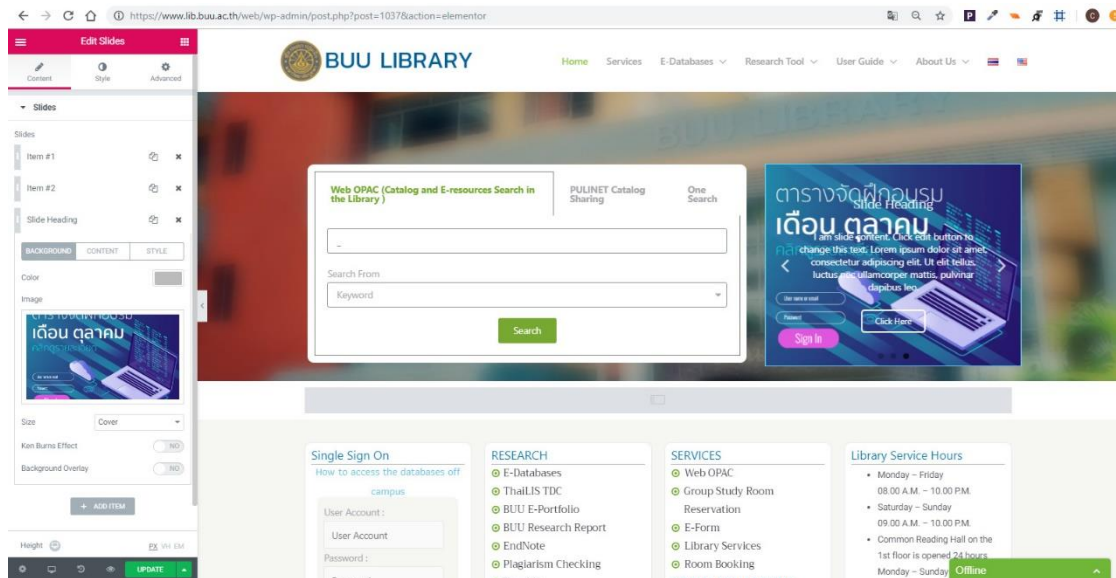 https://www.lib.buu.ac.th/web/wp-admin/post.php?post=1037&action=elementor
Edit Slides
Content
Style
Advanced
Slides
Slides
Item #1
Item #2
Slide Heading
BACKGROUND
CONTENT
STYLE
Color
Image
เดือน ตุลาคม
Size
Cover
Ken Burns Effect
NO
Background Overlay
NO
+ ADD ITEM
Height
PX VH EM
UPDATE
BUU LIBRARY
Home
Services
E-Databases
Research Tool
User Guide
About Us
BUU LIBRARY
Web OPAC (Catalog and E-resources Search in
the Library )
PULINET Catalog
Sharing
One
Search
Search From
Keyword
Search
ตารางจัดฝึกอบรม
Slide Heading
เดือน ตุลาคม
I am slide content. Click edit button to
change this text. Lorem ipsum dolor sit amet,
consectetur adipiscing elit. Ut elit tellus,
luctus nec ullamcorper mattis, pulvinar
dapibus leo.
User name or email
Password
Click Here
Sign In
Single Sign On
How to access the databases off
campus
User Account :
User Account
Password :
RESEARCH
E-Databases
ThaiLIS TDC
BUU E-Portfolio
BUU Research Report
EndNote
Plagiarism Checking
SERVICES
Web OPAC
Group Study Room
Reservation
E-Form
Library Services
Room Booking
Library Service Hours
Monday – Friday
08.00 A.M. – 10.00 P.M.
Saturday – Sunday
09.00 A.M. – 10.00 P.M.
Common Reading Hall on the
1st floor is opened 24 hours
Monday – Sunday
Offline